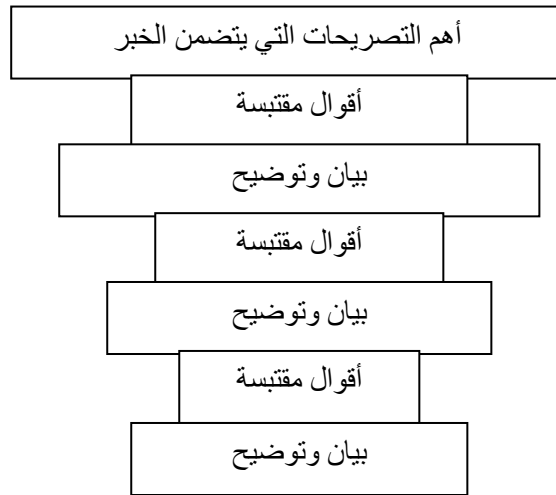 أهم التصريحات التي يتضمن الخبر
أقوال مقتبسة
بيان وتوضيح
أقوال مقتبسة
بيان وتوضيح
أقوال مقتبسة
بيان وتوضيح